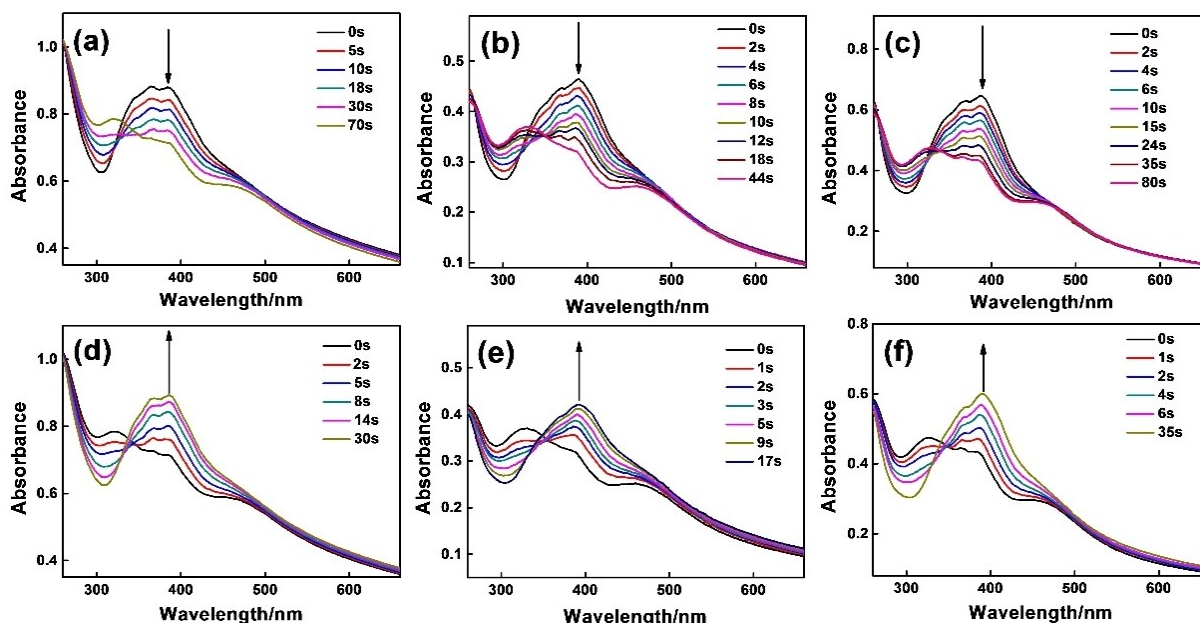 (a)
0s
5s
10s
18s
30s
70s
1.0
0.8
0.6
0.4
Absorbance
300 400 500 600
Wavelength/nm
(b)
0s
2s
4s
6s
8s
10s
12s
18s
44s
0.5
0.4
0.3
0.2
0.1
Absorbance
300 400 500 600
Wavelength/nm
(c)
0s
2s
4s
6s
10s
15s
24s
35s
80s
0.8
0.6
0.4
0.2
Absorbance
300 400 500 600
Wavelength/nm
(d)
0s
2s
5s
8s
14s
30s
1.0
0.8
0.6
0.4
Absorbance
300 400 500 600
Wavelength/nm
(e)
0s
1s
2s
3s
5s
9s
17s
0.5
0.4
0.3
0.2
0.1
Absorbance
300 400 500 600
Wavelength/nm
(f)
0s
1s
2s
4s
6s
35s
0.8
0.6
0.4
0.2
Absorbance
300 400 500 600
Wavelength/nm